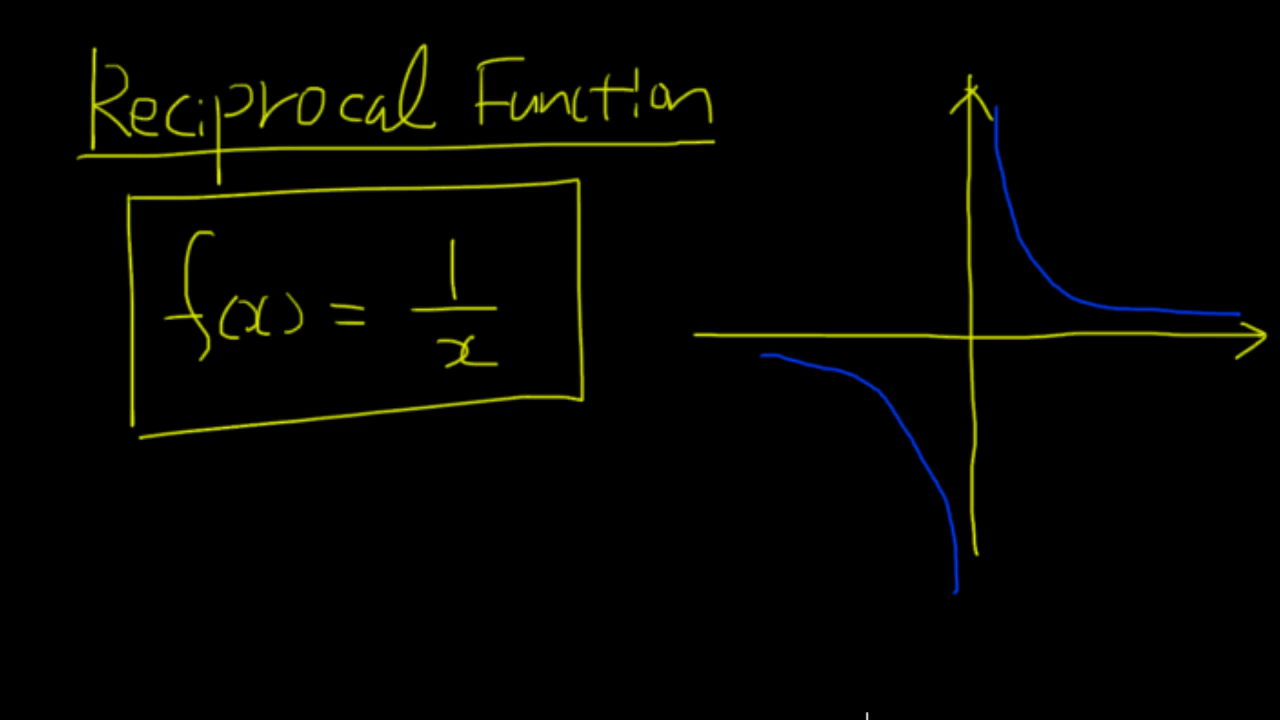 Reciprocal Function
f(x) = 1/x